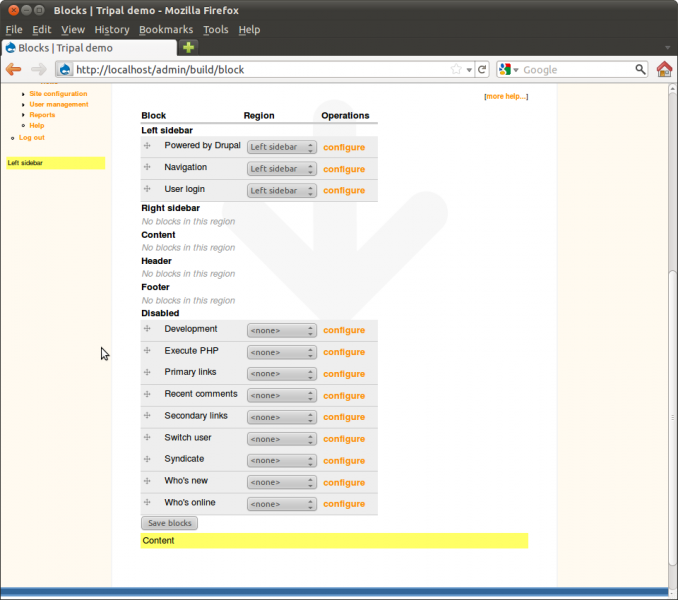 Blocks | Tripal demo - Mozilla Firefox
File Edit View History Bookmarks Tools Help
Blocks | Tripal demo
http://localhost/admin/build/block
Google
Site configuration
User management
Reports
Help
Log out
Left sidebar
[more help...]
Block Region Operations
Left sidebar
Powered by Drupal Left sidebar configure
Navigation Left sidebar configure
User login Left sidebar configure
Right sidebar
No blocks in this region
Content
No blocks in this region
Header
No blocks in this region
Footer
No blocks in this region
Disabled
Development <none> configure
Execute PHP <none> configure
Primary links <none> configure
Recent comments <none> configure
Secondary links <none> configure
Switch user <none> configure
Syndicate <none> configure
Who's new <none> configure
Who's online <none> configure
Save blocks
Content